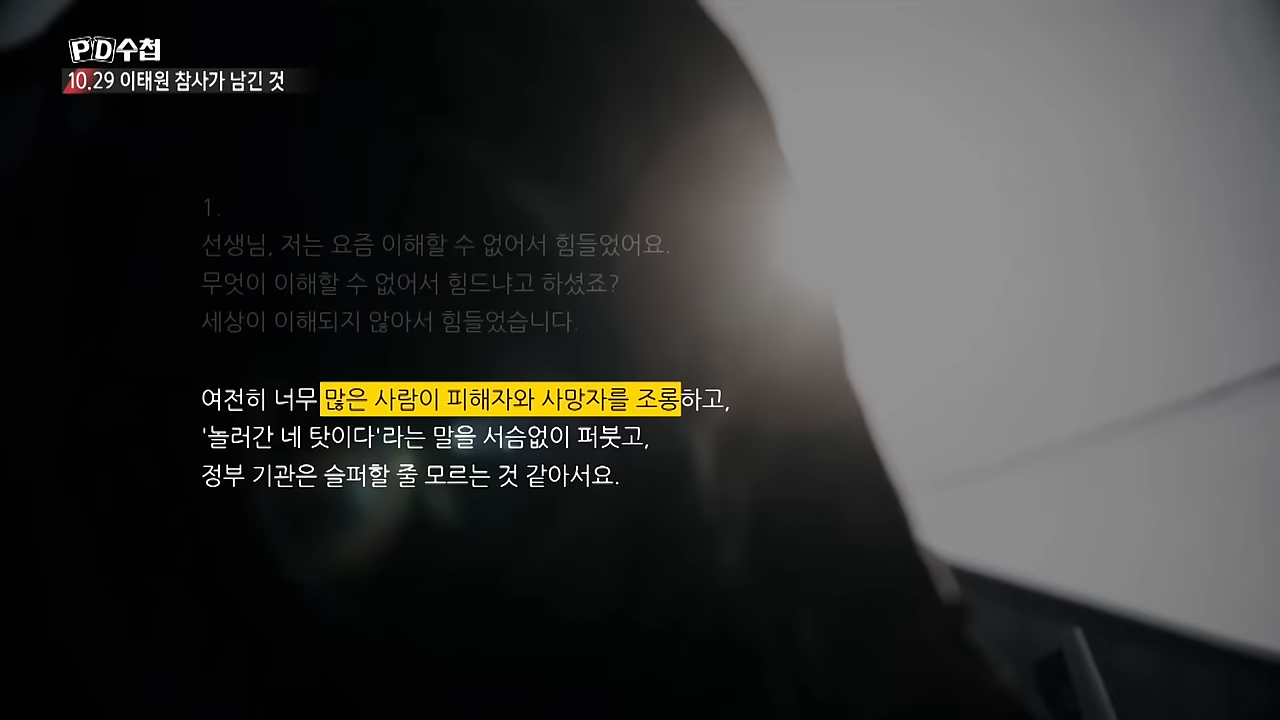 PD수첩
10.29 이태원 참사가 남긴 것
1.
선생님, 저는 요즘 이해할 수 없어서 힘들었어요.
무엇이 이해할 수 없어서 힘드냐고 하셨죠?
세상이 이해되지 않아서 힘들었습니다.
여전히 너무 많은 사람이 피해자와 사망자를 조롱하고,
'놀러간 네 탓이다'라는 말을 서슴없이 퍼붓고,
정부 기관은 슬퍼할 줄 모르는 것 같아서요.